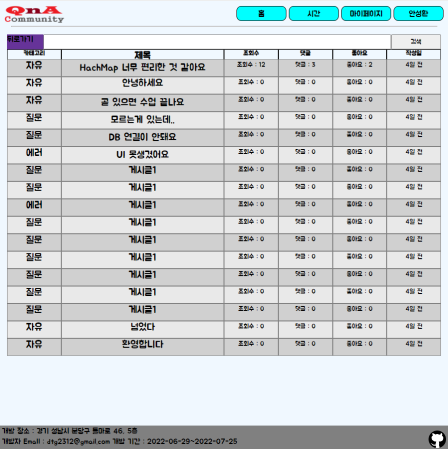 QnA
Community
홈 시간 마이페이지 안성환
뒤로가기 검색
카테고리 제목 조회수 댓글 좋아요 작성일
자유 HachMap 너무 편리한 것 같아요 조회수 : 12 댓글 : 3 좋아요 : 2 4일 전
자유 안녕하세요 조회수 : 0 댓글 : 0 좋아요 : 0 4일 전
자유 곧 있으면 수업 끝나요 조회수 : 0 댓글 : 0 좋아요 : 0 4일 전
질문 모르는게 있는데.. 조회수 : 0 댓글 : 0 좋아요 : 0 4일 전
질문 DB 연결이 안돼요 조회수 : 0 댓글 : 0 좋아요 : 0 4일 전
에러 UI 못생겼어요 조회수 : 0 댓글 : 0 좋아요 : 0 4일 전
질문 게시글1 조회수 : 0 댓글 : 0 좋아요 : 0 4일 전
질문 게시글1 조회수 : 0 댓글 : 0 좋아요 : 0 4일 전
에러 게시글1 조회수 : 0 댓글 : 0 좋아요 : 0 4일 전
질문 게시글1 조회수 : 0 댓글 : 0 좋아요 : 0 4일 전
질문 게시글1 조회수 : 0 댓글 : 0 좋아요 : 0 4일 전
질문 게시글1 조회수 : 0 댓글 : 0 좋아요 : 0 4일 전
질문 게시글1 조회수 : 0 댓글 : 0 좋아요 : 0 4일 전
질문 게시글1 조회수 : 0 댓글 : 0 좋아요 : 0 4일 전
질문 게시글1 조회수 : 0 댓글 : 0 좋아요 : 0 4일 전
자유 넘었다 조회수 : 0 댓글 : 0 좋아요 : 0 4일 전
자유 환영합니다 조회수 : 0 댓글 : 0 좋아요 : 0 4일 전
개발 장소 : 경기 성남시 분당구 돌마로 46, 5층
개발자 Email : dtg2312@gmail.com 개발 기간 : 2022-06-29~2022-07-25